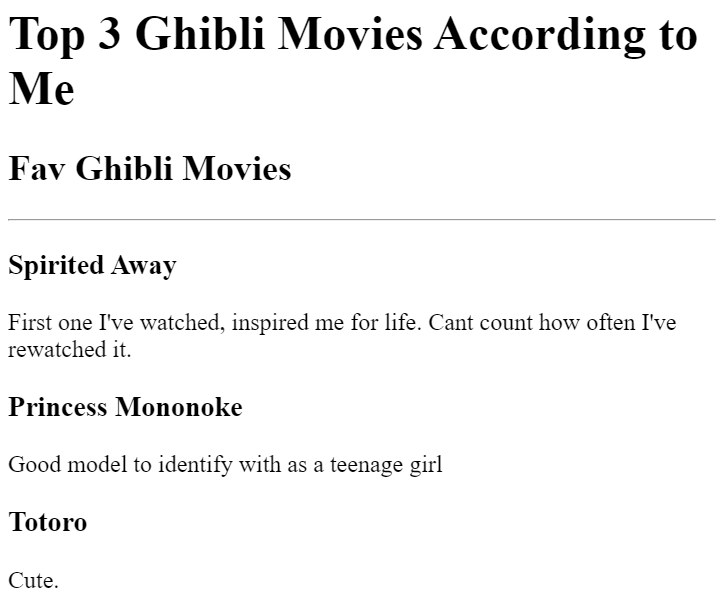 Top 3 Ghibli Movies According to
Me
Fav Ghibli Movies
Spirited Away
First one I've watched, inspired me for life. Cant count how often I've
rewatched it.
Princess Mononoke
Good model to identify with as a teenage girl
Totoro
Cute.